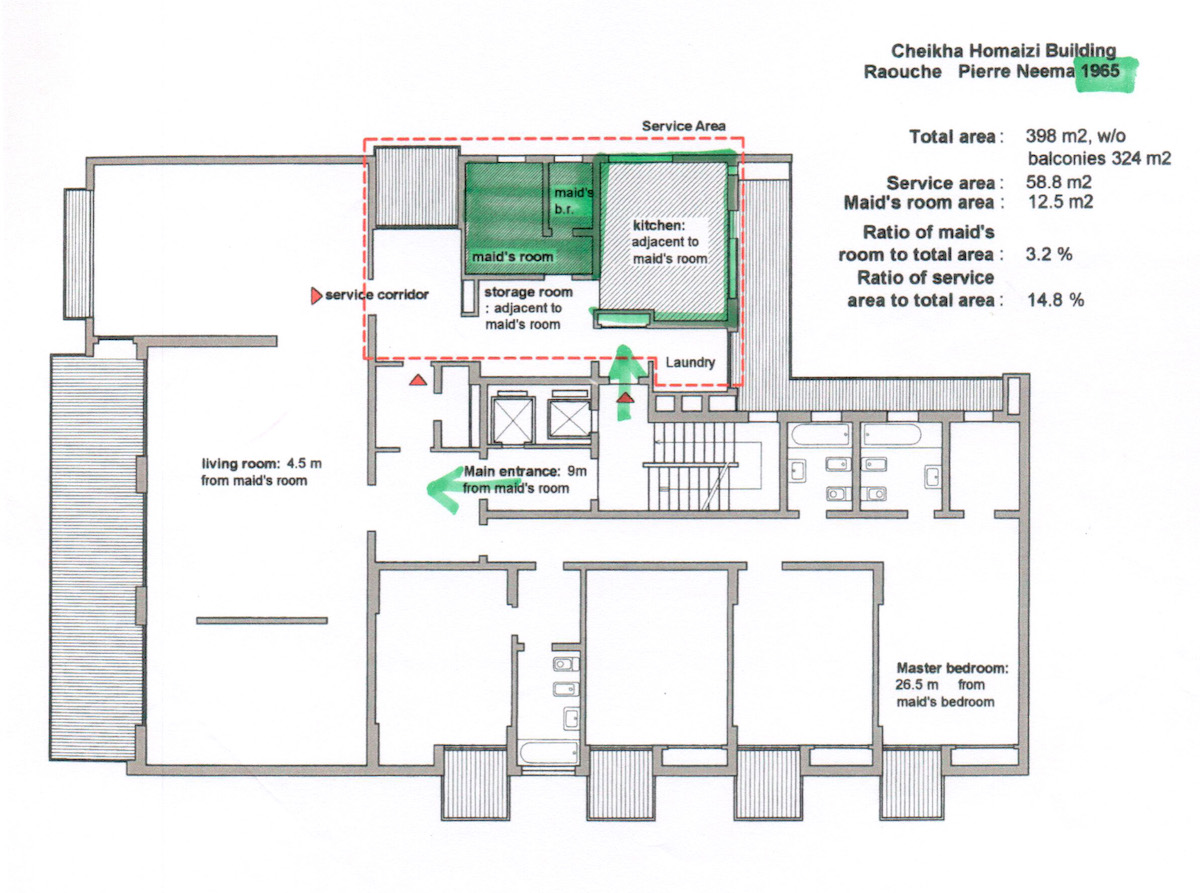 Cheikha Homaizi Building
Raouche Pierre Neema 1965
Total area: 398 m2, w/o
balconies 324 m2
Service area: 58.8 m2
Maid's room area: 12.5 m2
Ratio of maid's
room to total area: 3.2 %
Ratio of service
area to total area: 14.8 %
Service Area
maid's
b.r.
maid's room
kitchen:
adjacent to
maid's room
service corridor
storage room
: adjacent to
maid's room
Laundry
living room: 4.5 m
from maid's room
Main entrance: 9m
from maid's room
Master bedroom:
26.5 m from
maid's bedroom